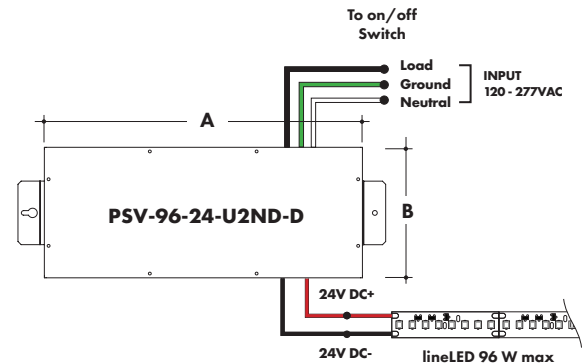 To on/off
Switch
Load
Ground
Neutral
INPUT
120 - 277VAC
A
B
PSV-96-24-U2ND-D
24V DC+
24V DC-
lineLED 96 W max